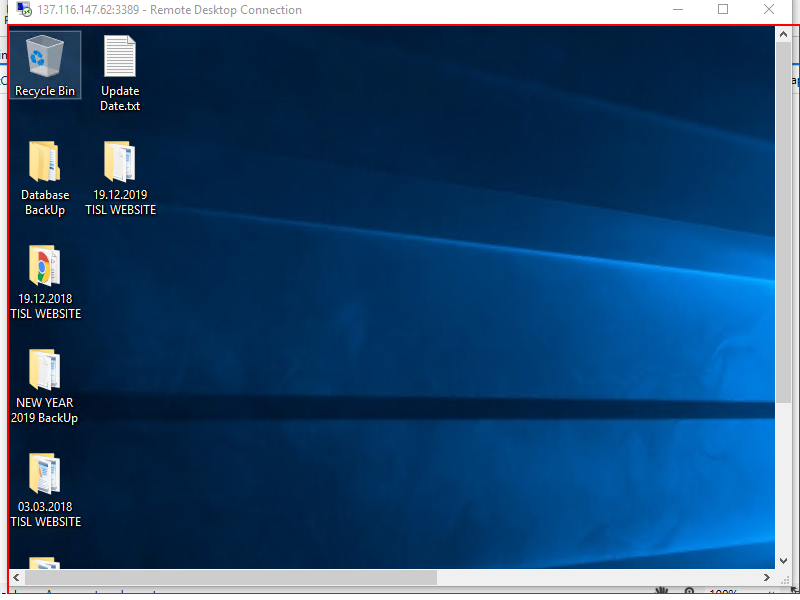 137.116.147.62:3389 - Remote Desktop Connection
Recycle Bin
Update
Date.txt
Database
BackUp
19.12.2019
TISL WEBSITE
19.12.2018
TISL WEBSITE
NEW YEAR
2019 BackUp
03.03.2018
TISL WEBSITE
100%